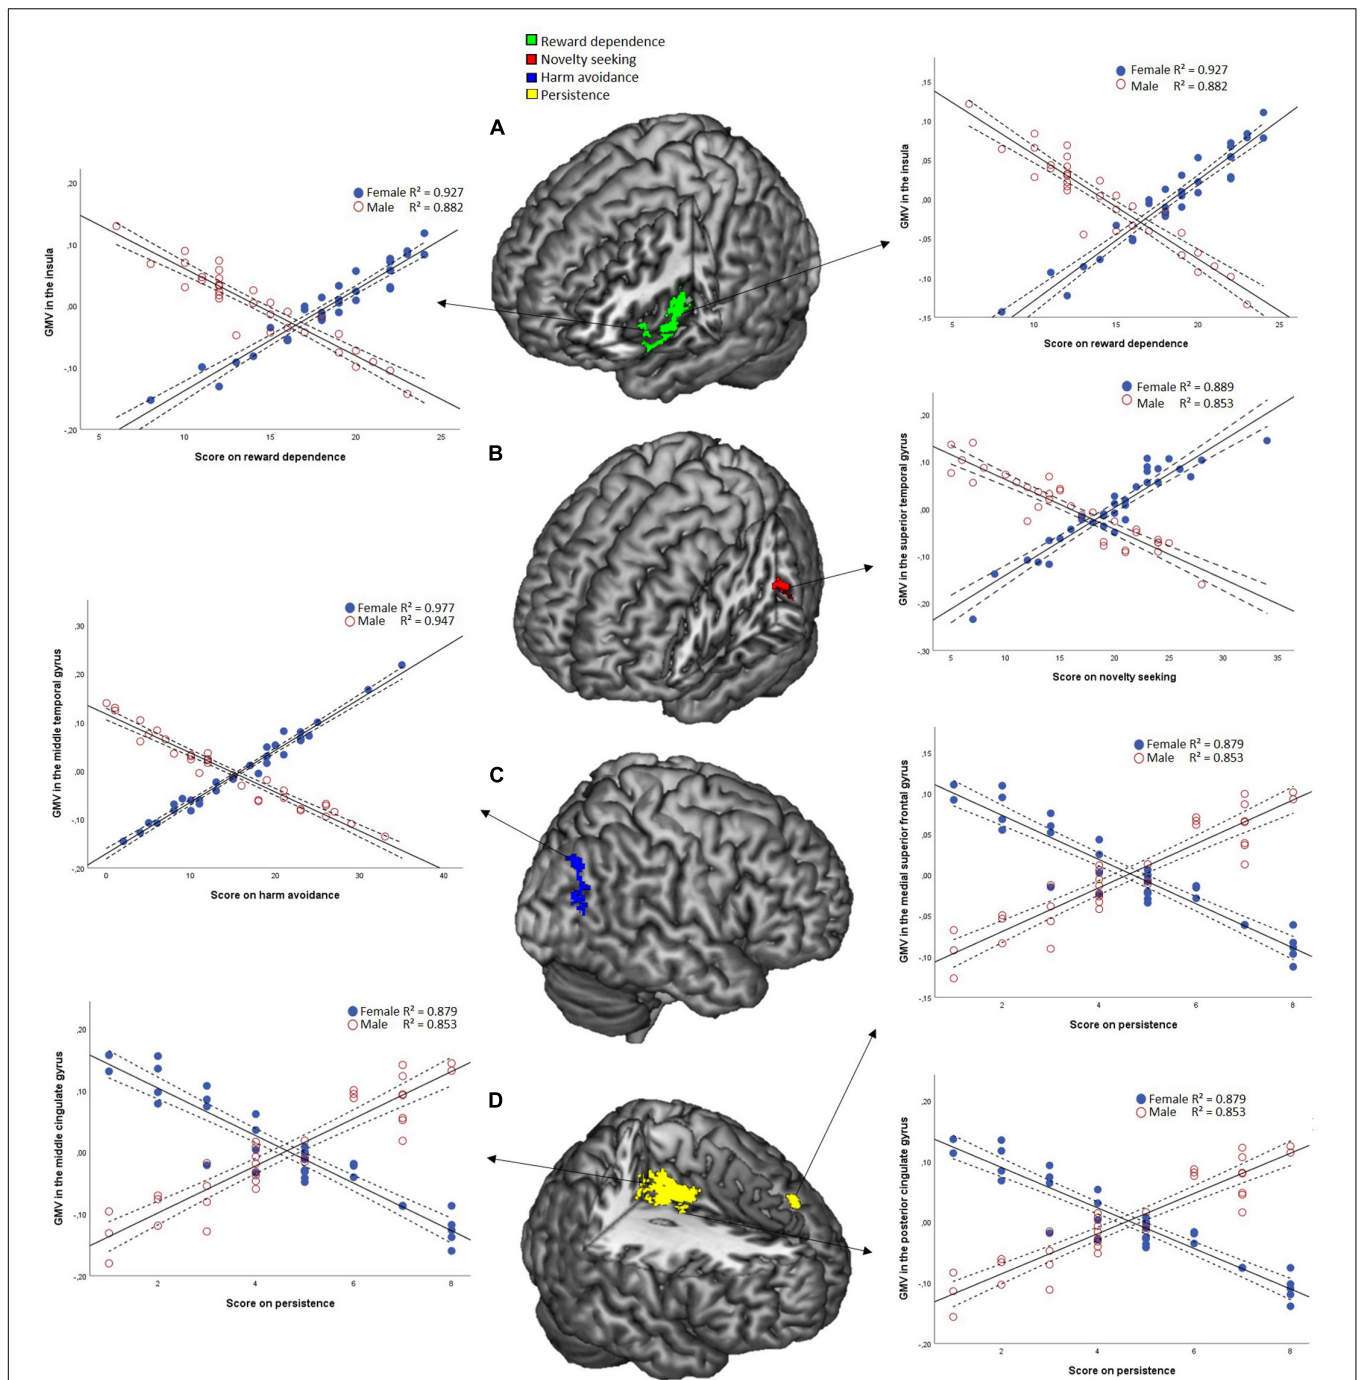 Reward dependence
Novelty seeking
Harm avoidance
Persistence
A
Female R² = 0.927
Male R² = 0.882
GMV in the insula
,20
,10
,00
-,10
-,20
5 10 15 20 25
Score on reward dependence
Female R² = 0.927
Male R² = 0.882
GMV in the insula
,15
,10
,05
,00
-,05
-,10
-,15
5 10 15 20 25
Score on reward dependence
B
Female R² = 0.889
Male R² = 0.853
GMV in the superior temporal gyrus
,20
,10
,00
-,10
-,20
-,30
5 10 15 20 25 30 35
Score on novelty seeking
C
Female R² = 0.977
Male R² = 0.947
GMV in the middle temporal gyrus
,30
,20
,10
,00
-,10
-,20
0 10 20 30 40
Score on harm avoidance
Female R² = 0.879
Male R² = 0.853
GMV in the medial superior frontal gyrus
,15
,10
,05
,00
-,05
-,10
-,15
2 4 6 8
Score on persistence
D
Female R² = 0.879
Male R² = 0.853
GMV in the middle cingulate gyrus
,20
,10
,00
-,10
-,20
2 4 6 8
Score on persistence
Female R² = 0.879
Male R² = 0.853
GMV in the posterior cingulate gyrus
,20
,10
,00
-,10
-,20
2 4 6 8
Score on persistence